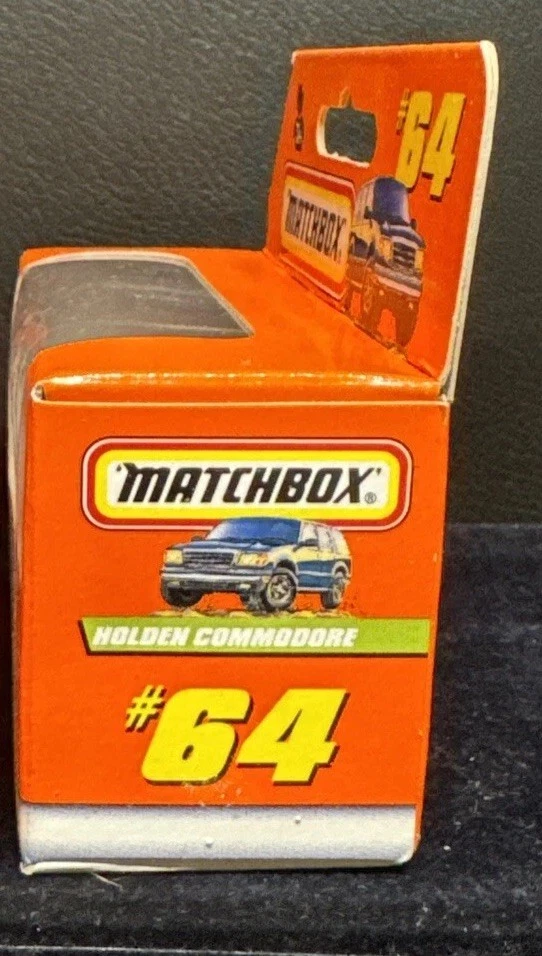 #64
MATCHBOX
'MATCHBOX'®
HOLDEN COMMODORE
#64